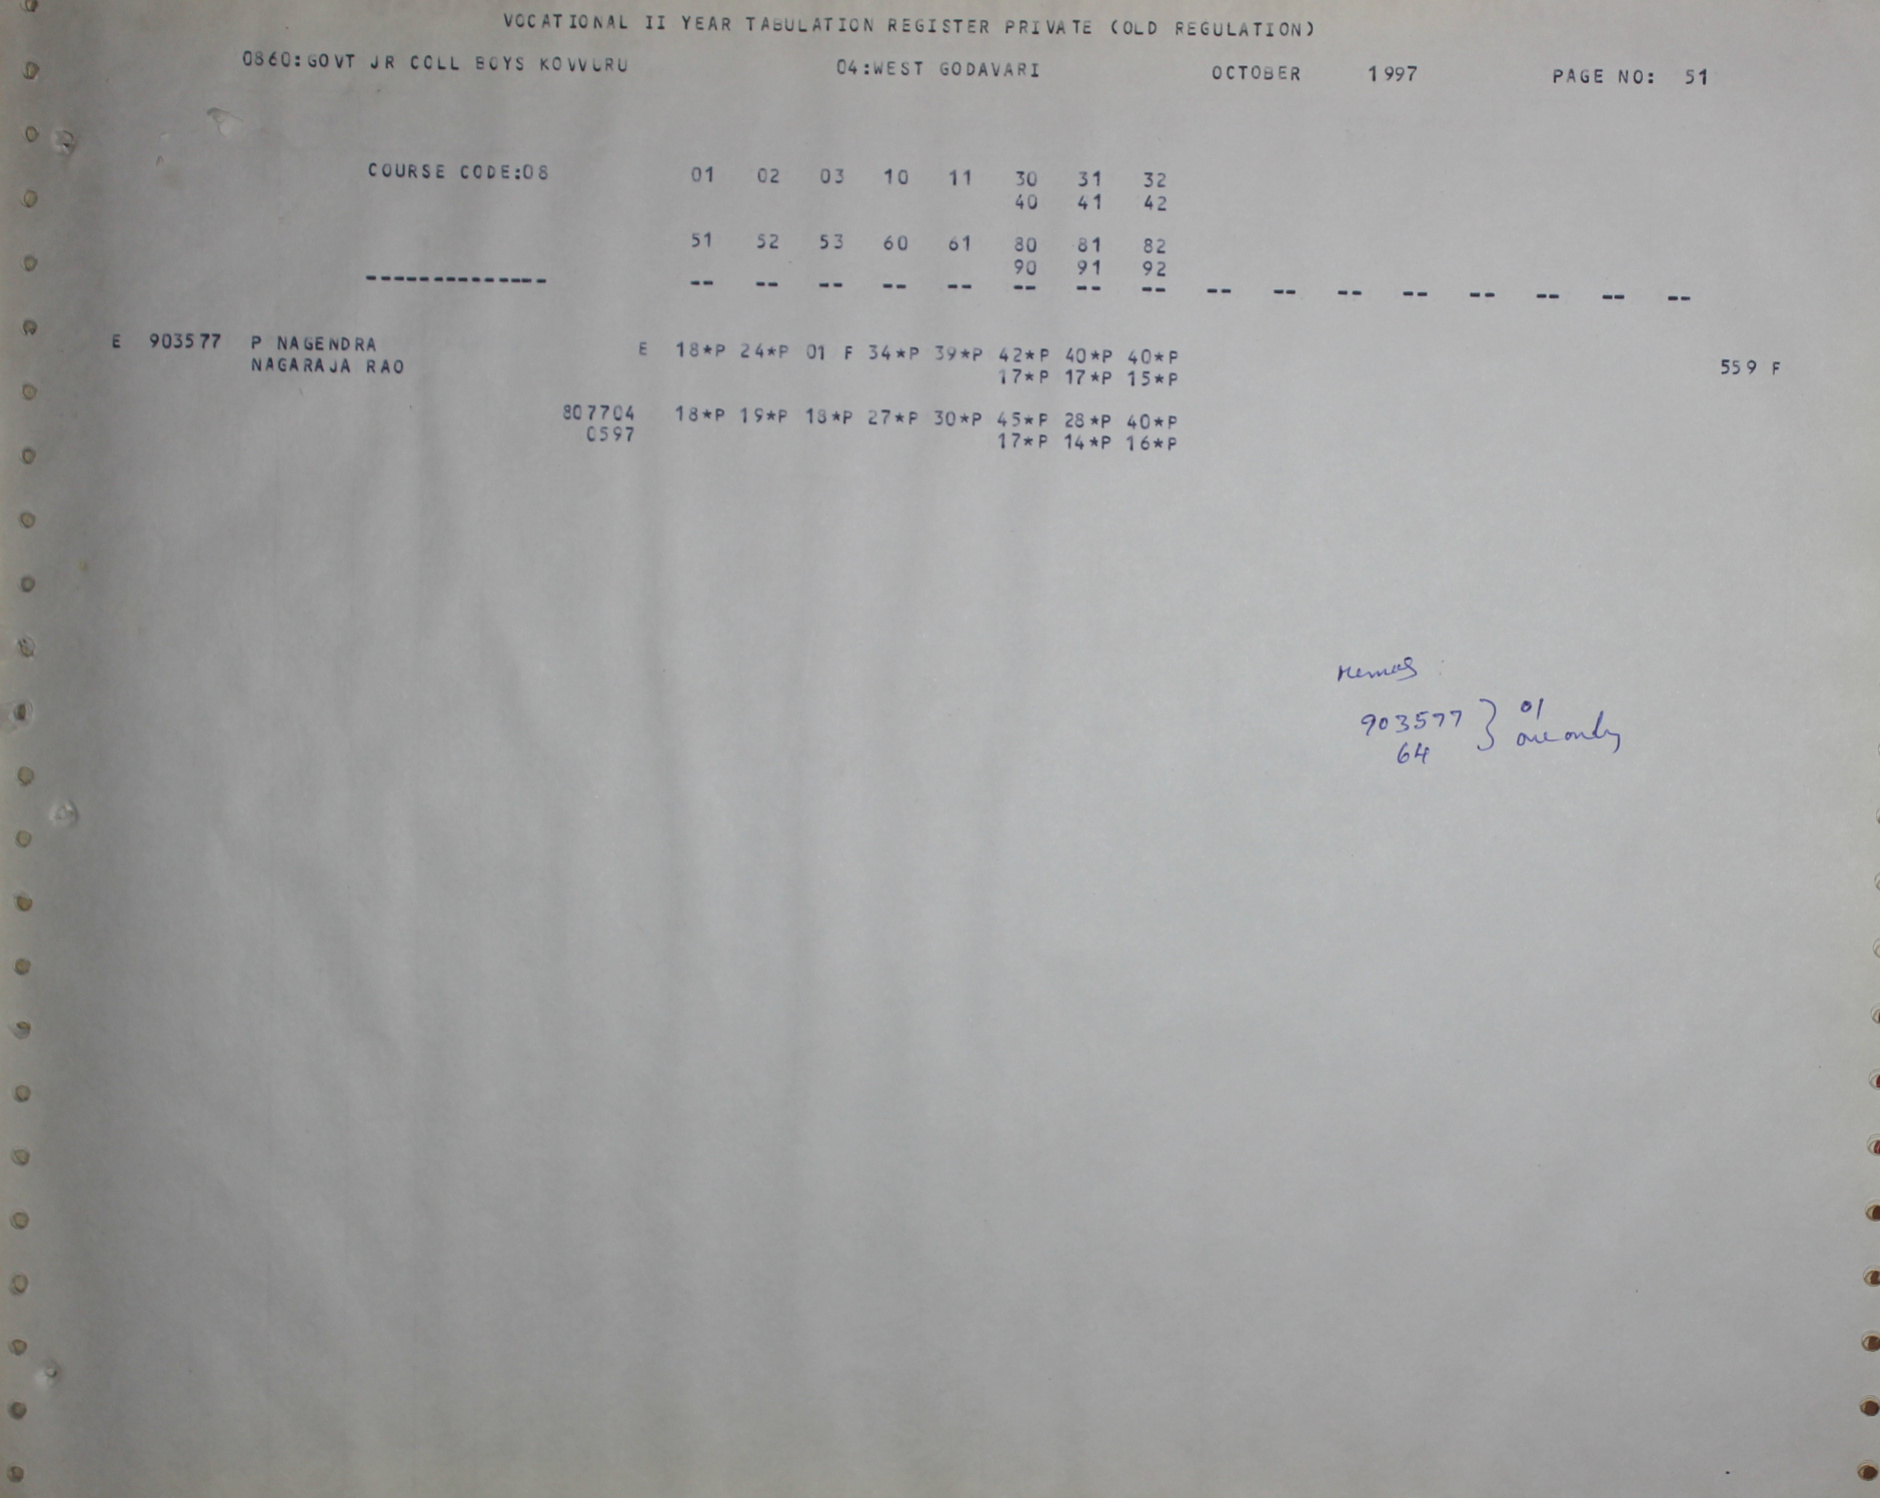 VOCATIONAL II YEAR TABULATION REGISTER PRIVATE (OLD REGULATION)
0860:GOVT JR COLL BOYS KOVVURU 04:WEST GODAVARI OCTOBER 1997 PAGE NO: 51
COURSE CODE:08 01 02 03 10 11 30 31 32
40 41 42
51 52 53 60 61 80 81 82
90 91 92
-------------- -- -- -- -- -- -- -- -- -- -- -- -- -- -- -- --
E 903577 P NAGENDRA E 18*P 24*P 01 F 34*P 39*P 42*P 40*P 40*P
NAGARAJA RAO 17*P 17*P 15*P 559 F
807704 18*P 19*P 18*P 27*P 30*P 45*P 28*P 40*P
0597 17*P 14*P 16*P
903577 } 01
64 one only